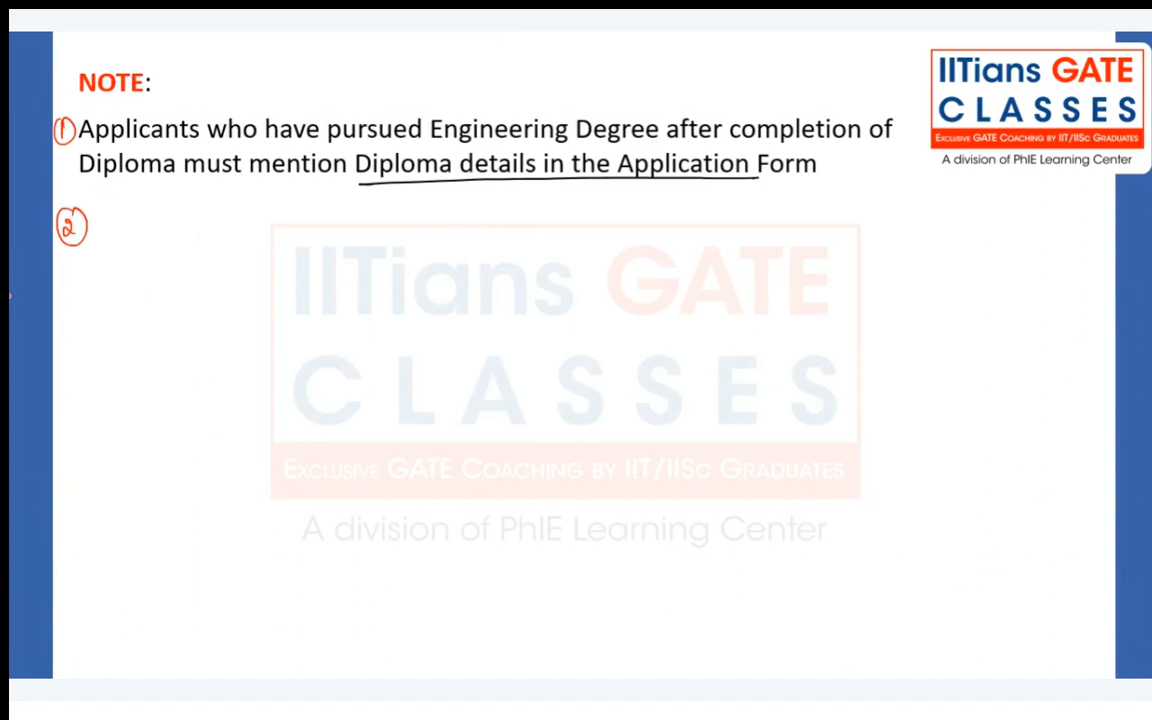 NOTE:
① Applicants who have pursued Engineering Degree after completion of
Diploma must mention Diploma details in the Application Form
②
IITians GATE
CLASSES
EXCLUSIVE GATE COACHING BY IIT/IISc GRADUATES
A division of PhIE Learning Center
IITians GATE
CLASSES
EXCLUSIVE GATE COACHING BY IIT/IISc GRADUATES
A division of PhIE Learning Center